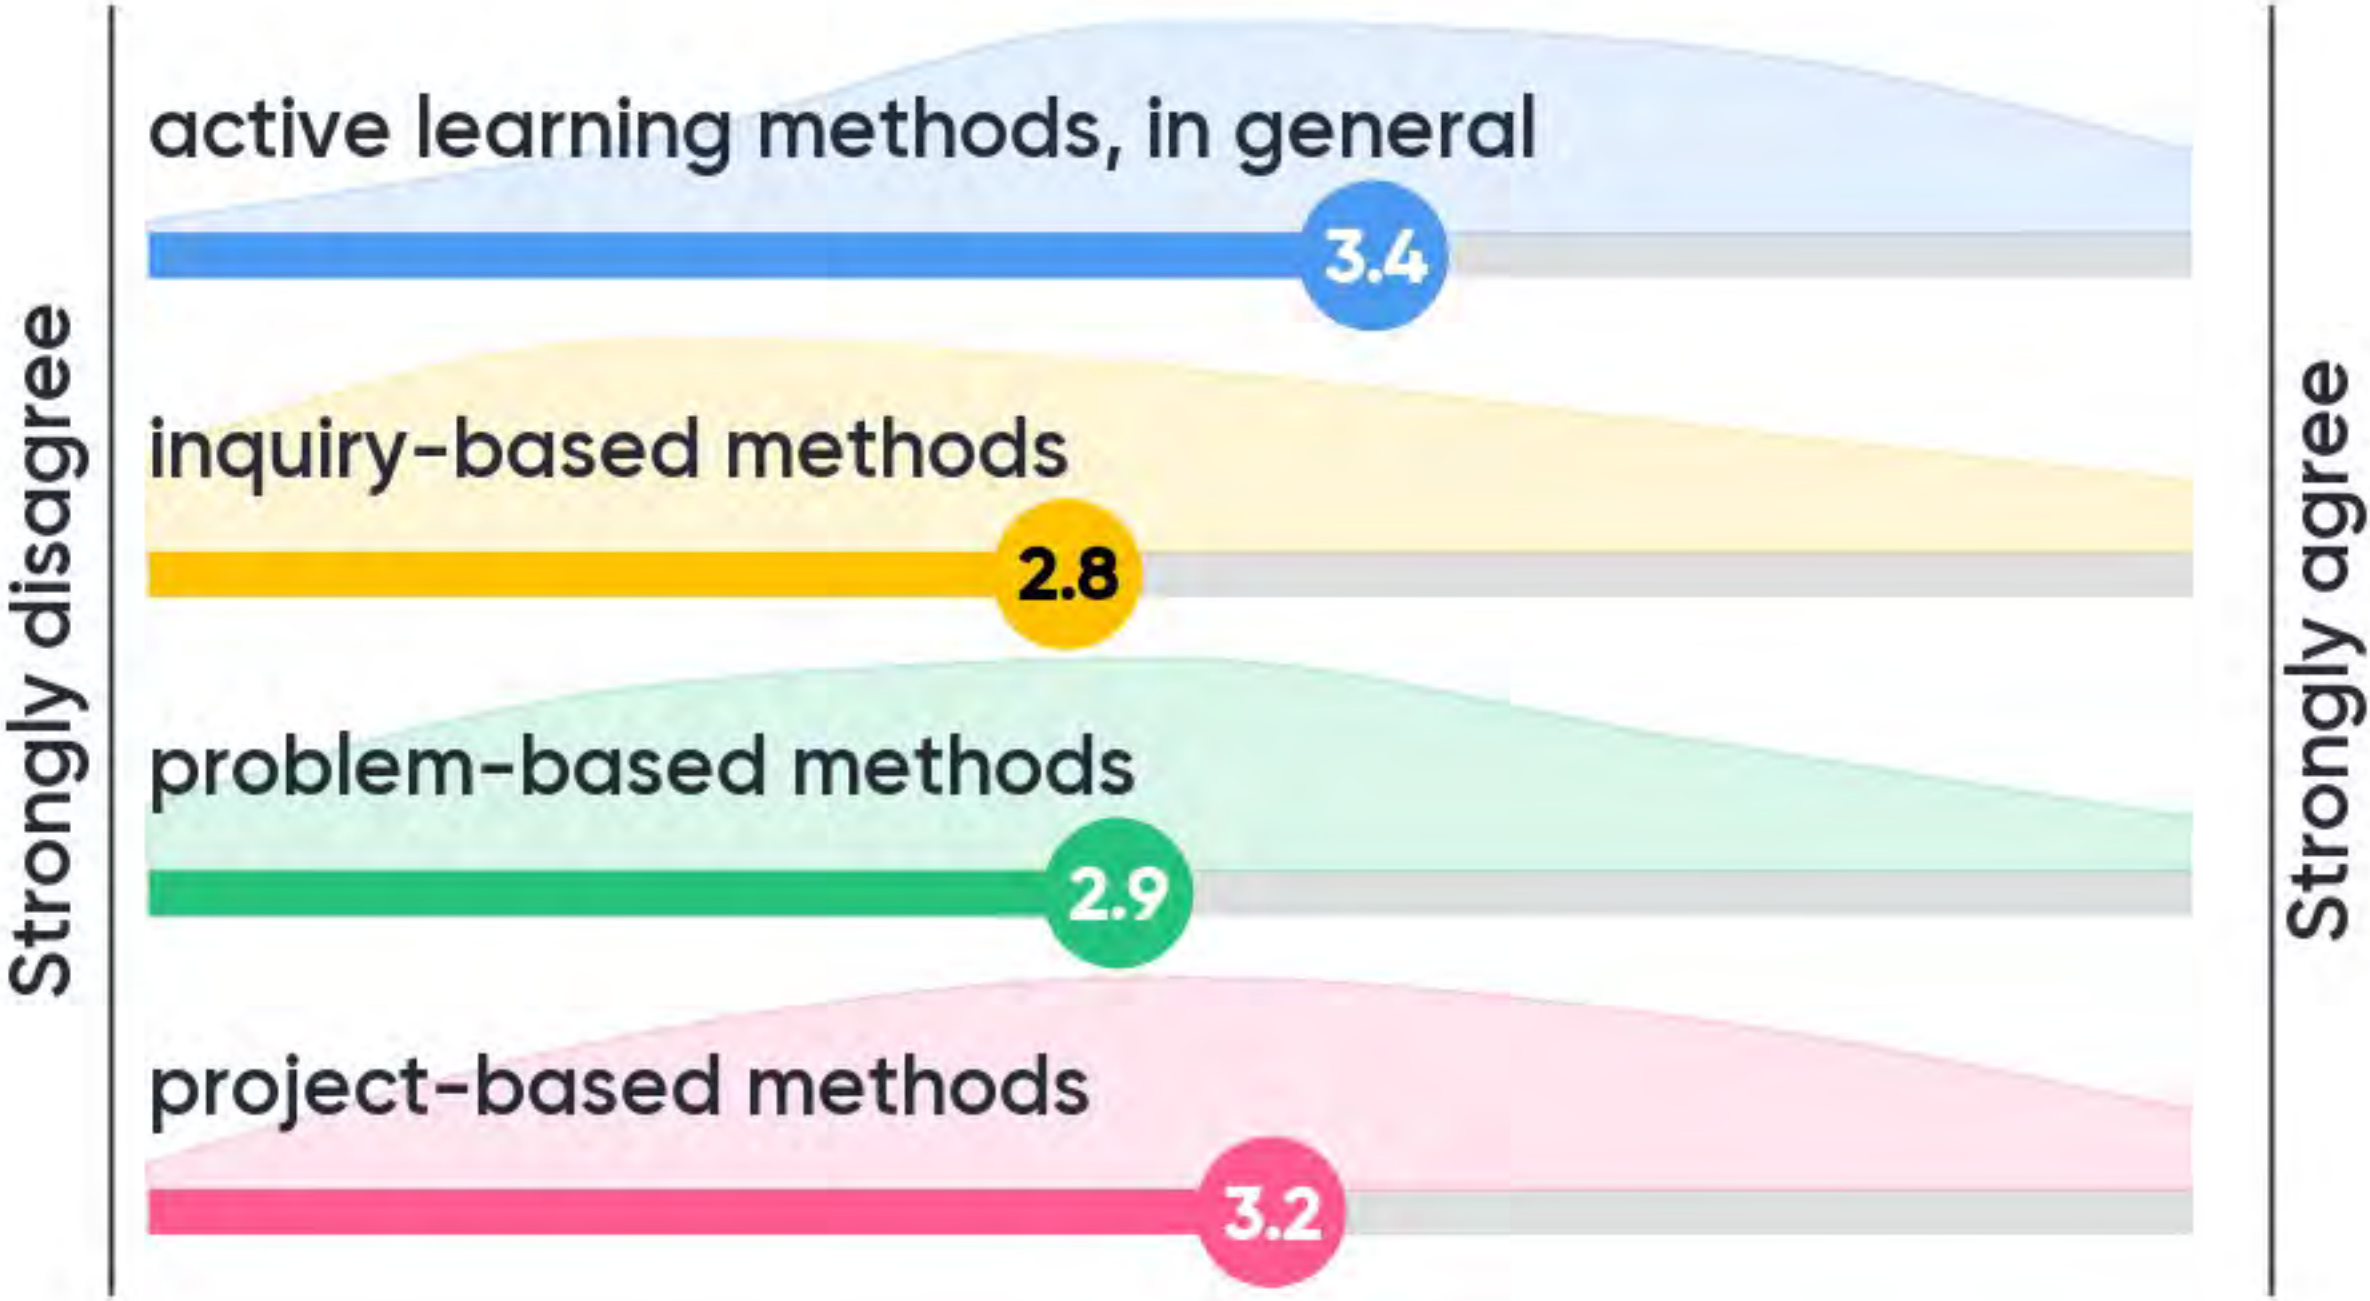 Strongly disagree
active learning methods, in general
3.4
inquiry-based methods
2.8
problem-based methods
2.9
project-based methods
3.2
Strongly agree